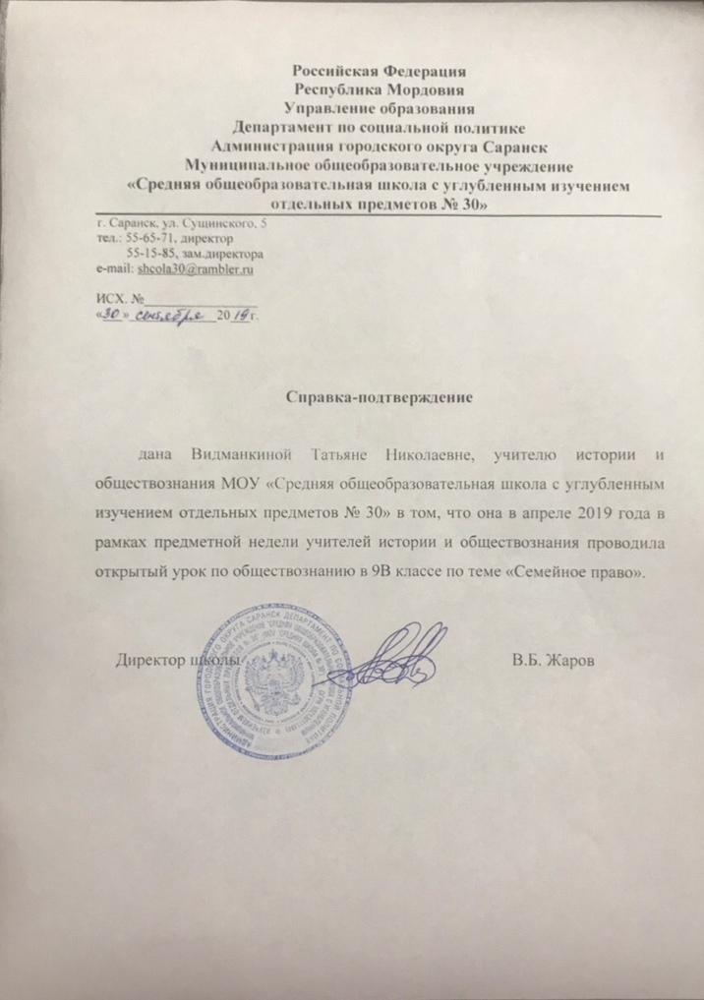 Российская Федерация
Республика Мордовия
Управление образования
Департамент по социальной политике
Администрация городского округа Саранск
Муниципальное общеобразовательное учреждение
«Средняя общеобразовательная школа с углубленным изучением
отдельных предметов № 30»
г. Саранск, ул. Сущинского, 5
тел.: 55-65-71, директор
55-15-85, зам.директора
e-mail: shcola30@rambler.ru
ИСХ. №
«30» сентября 2019 г.
Справка-подтверждение
дана Видманкиной Татьяне Николаевне, учителю истории и
обществознания МОУ «Средняя общеобразовательная школа с углубленным
изучением отдельных предметов № 30» в том, что она в апреле 2019 года в
рамках предметной недели учителей истории и обществознания проводила
открытый урок по обществознанию в 9В классе по теме «Семейное право».
Директор школы
В.Б. Жаров